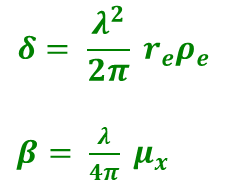 δ = λ²/2π rₑρₑ
β = λ/4π μₓ